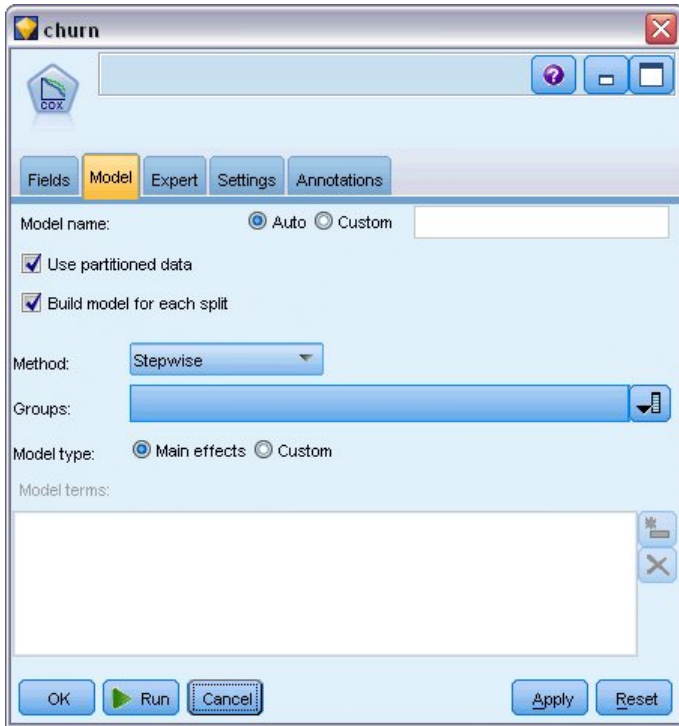 churn
COX
?
Fields Model Expert Settings Annotations
Model name: Auto Custom
Use partitioned data
Build model for each split
Method: Stepwise
Groups:
Model type: Main effects Custom
Model terms:
OK Run Cancel Apply Reset